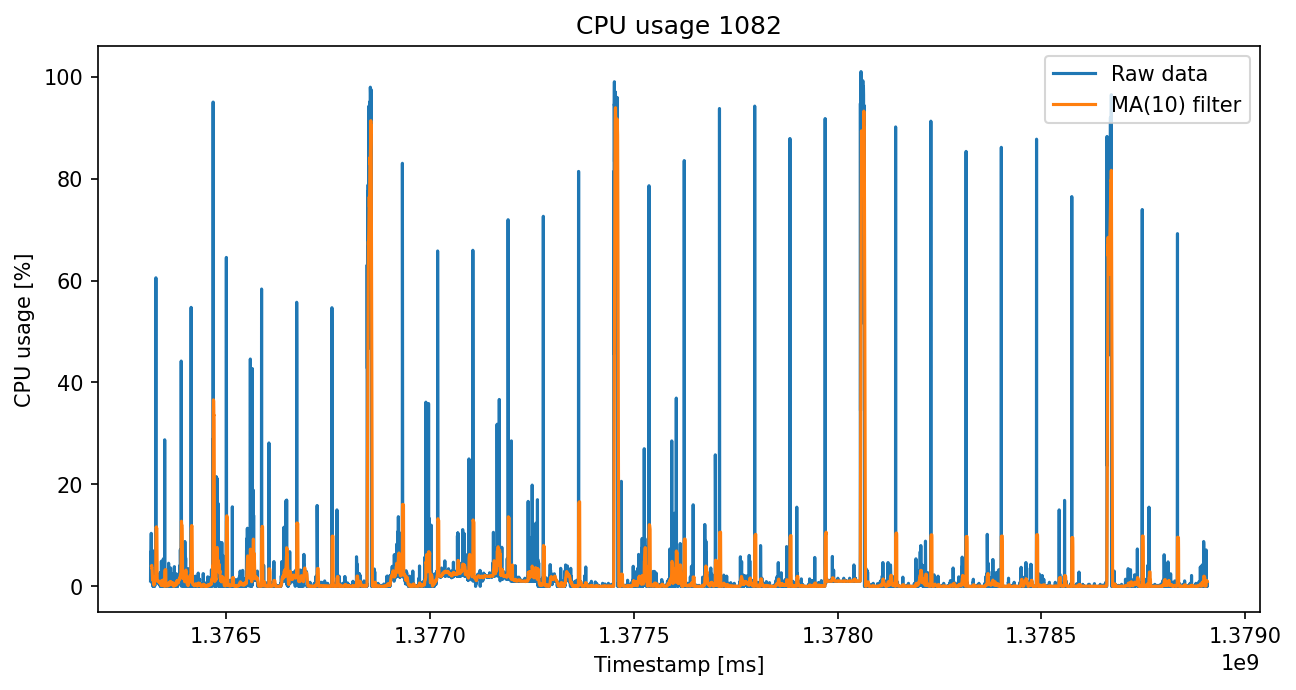 CPU usage 1082
Raw data
MA(10) filter
CPU usage [%]
100
80
60
40
20
0
1.3765 1.3770 1.3775 1.3780 1.3785 1.3790
1e9
Timestamp [ms]